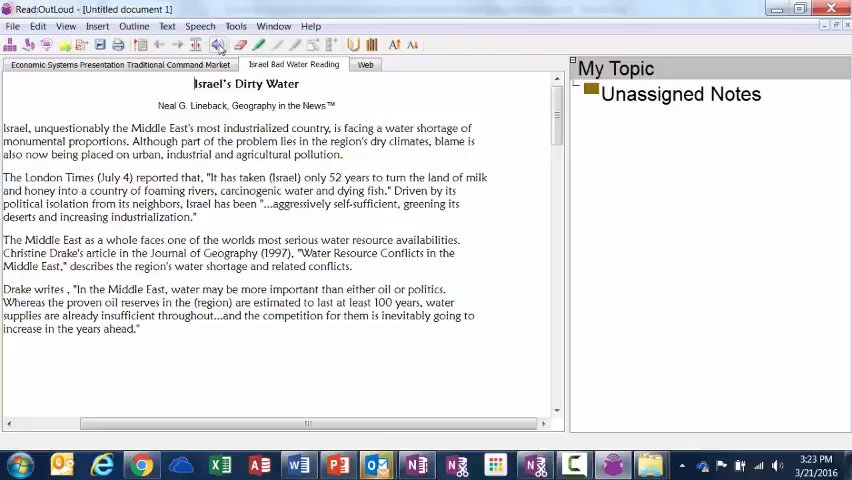 Read:OutLoud - [Untitled document 1]
File Edit View Insert Outline Text Speech Tools Window Help
Economic Systems Presentation Traditional Command Market Israel Bad Water Reading Web
Israel's Dirty Water
Neal G. Lineback, Geography in the News™
Israel, unquestionably the Middle East's most industrialized country, is facing a water shortage of
monumental proportions. Although part of the problem lies in the region's dry climates, blame is
also now being placed on urban, industrial and agricultural pollution.
The London Times (July 4) reported that, "It has taken (Israel) only 52 years to turn the land of milk
and honey into a country of foaming rivers, carcinogenic water and dying fish." Driven by its
political isolation from its neighbors, Israel has been "...aggressively self-sufficient, greening its
deserts and increasing industrialization."
The Middle East as a whole faces one of the worlds most serious water resource availabilities.
Christine Drake's article in the Journal of Geography (1997), "Water Resource Conflicts in the
Middle East," describes the region's water shortage and related conflicts.
Drake writes , "In the Middle East, water may be more important than either oil or politics.
Whereas the proven oil reserves in the (region) are estimated to last at least 100 years, water
supplies are already insufficient throughout...and the competition for them is inevitably going to
increase in the years ahead."
My Topic
Unassigned Notes
3:23 PM
3/21/2016